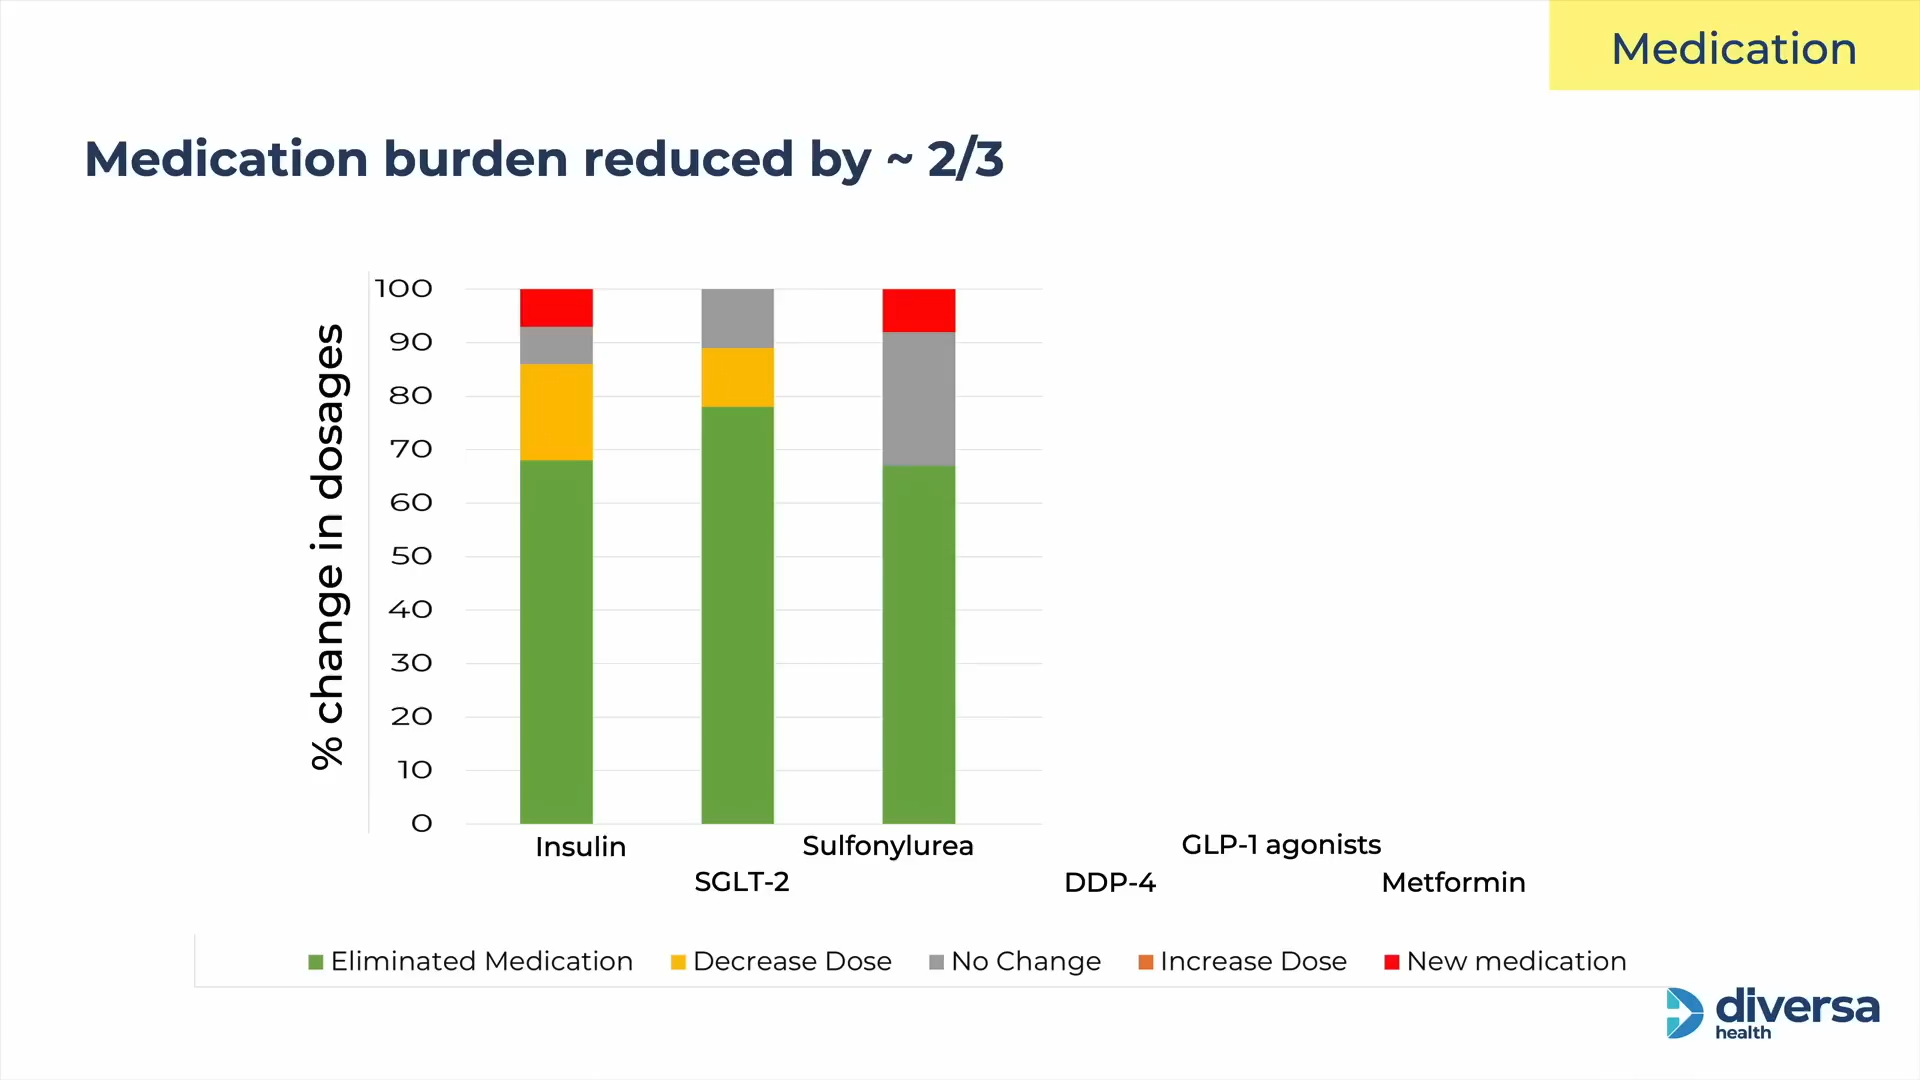 Medication
Medication burden reduced by ~ 2/3
% change in dosages
100
90
80
70
60
50
40
30
20
10
0
Insulin
Sulfonylurea
GLP-1 agonists
SGLT-2
DDP-4
Metformin
Eliminated Medication
Decrease Dose
No Change
Increase Dose
New medication
diversa
health